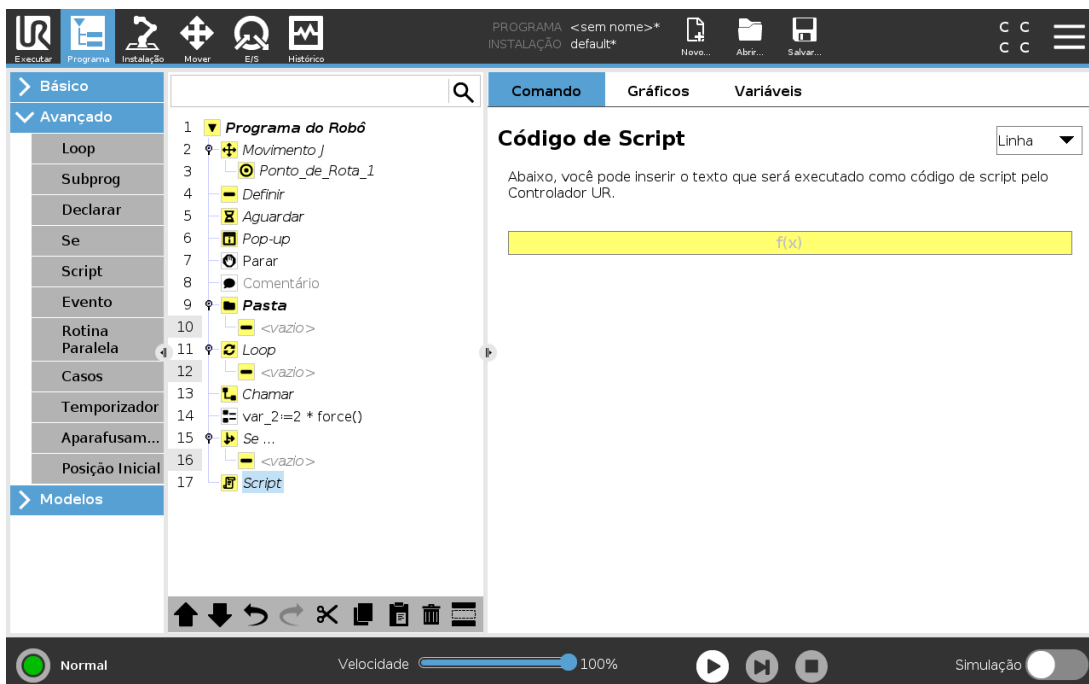 PROGRAMA <sem nome>*
INSTALAÇÃO default*
C C
C C
Executar Programa Instalação Mover E/S Histórico Novo... Abrir... Salvar...
Básico
Avançado
Loop
Subprog
Declarar
Se
Script
Evento
Rotina
Paralela
Casos
Temporizador
Aparafusam...
Posição Inicial
Modelos
1 Programa do Robô
2 Movimento J
3 Ponto_de_Rota_1
4 Definir
5 Aguardar
6 Pop-up
7 Parar
8 Comentário
9 Pasta
10 <vazio>
11 Loop
12 <vazio>
13 Chamar
14 var_2:=2 * force()
15 Se ...
16 <vazio>
17 Script
Comando Gráficos Variáveis
Código de Script
Linha
Abaixo, você pode inserir o texto que será executado como código de script pelo
Controlador UR.
f(x)
Normal
Velocidade 100%
Simulação